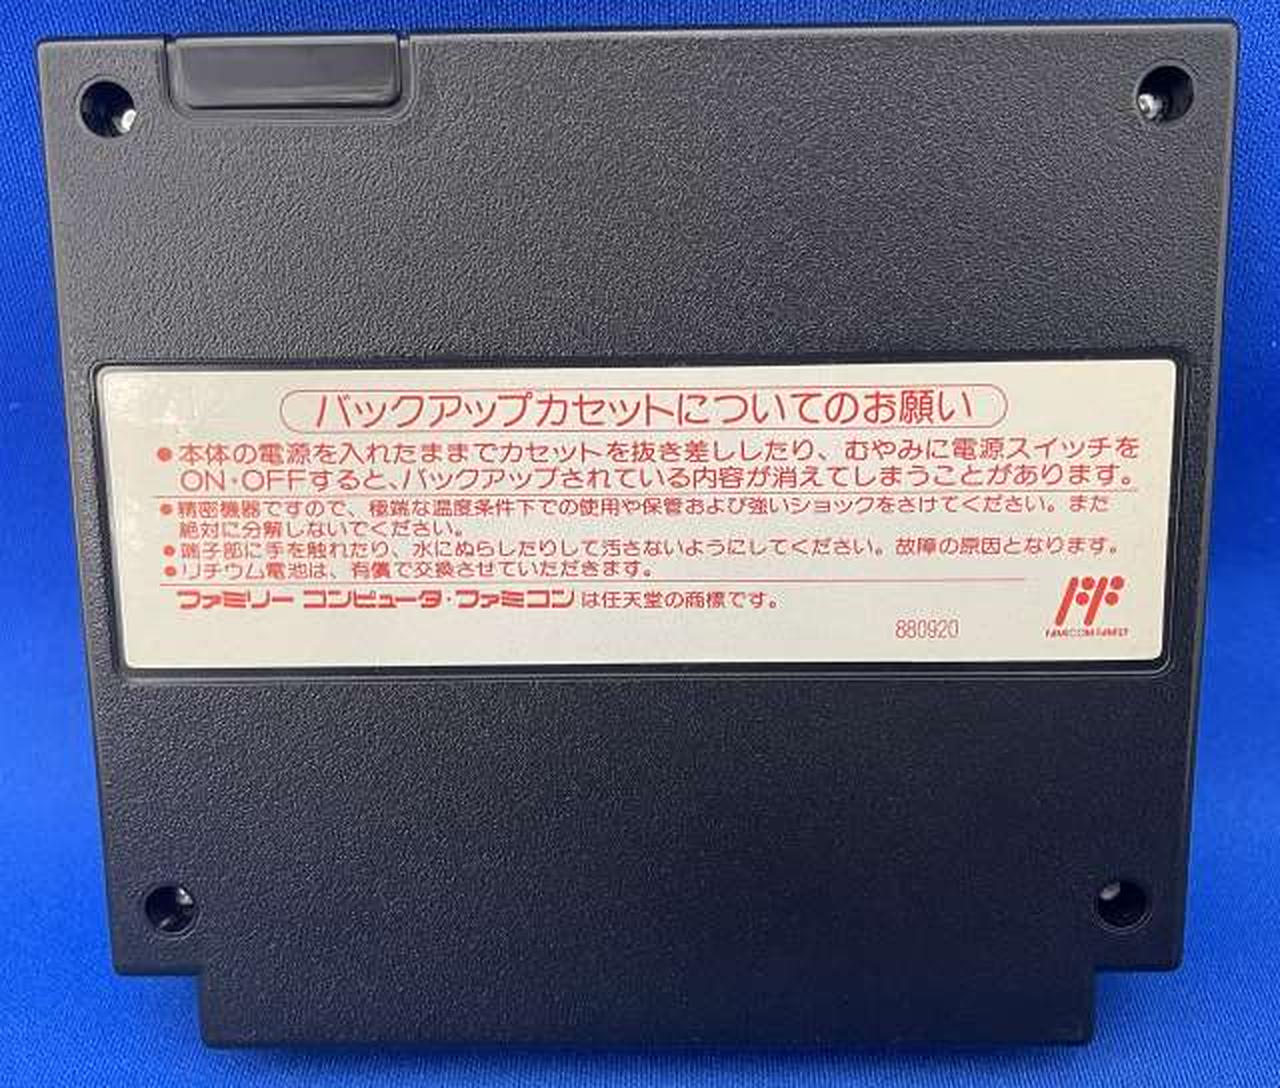 バックアップカセットについてのお願い
●本体の電源を入れたままでカセットを抜き差ししたり、むやみに電源スイッチを
ON・OFFすると、バックアップされている内容が消えてしまうことがあります。
●精密機器ですので、極端な温度条件下での使用や保管および強いショックをさけてください。また
絶対に分解しないでください。
●端子部に手を触れたり、水にぬらしたりして汚さないようにしてください。故障の原因となります。
●リチウム電池は、有償で交換させていただきます。
ファミリー コンピュータ・ファミコンは任天堂の商標です。
880920
FAMICOM FAMILY